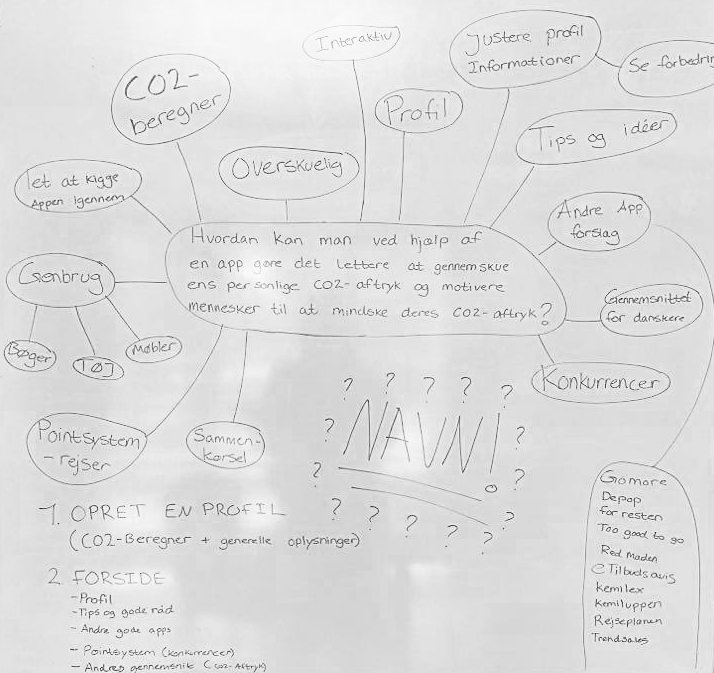 Interaktiv
Justere profil
Informationer
Se forbedrin
CO2-
beregner
Profil
Tips og idéer
Overskuelig
let at kigge
Appen igennem
Andre App
forslag
Hvordan kan man ved hjælp af
en app gøre det lettere at gennemskue
ens personlige CO2-aftryk og motivere
mennesker til at mindske deres CO2-aftryk?
Genbrug
Bøger
TØJ
Møbler
Gennemsnittet
for danskere
Konkurrencer
Pointsystem
-rejser
Sammen-
kørsel
? ? ? ? ?
? NAVN! ?
? ?
? ? ? ? ? ?
Gomore
Depop
for resten
Too good to go
Red maden
eTilbudsavis
Kemilex
Kemiluppen
Rejseplanen
Trendsales
1. OPRET EN PROFIL
(CO2-Beregner + generelle oplysninger)
2 FORSIDE
- Profil
- Tips og gode råd
- Andre gode apps
- Pointsystem (konkurrencer)
- Andres gennemsnit (CO2-Aftryk)